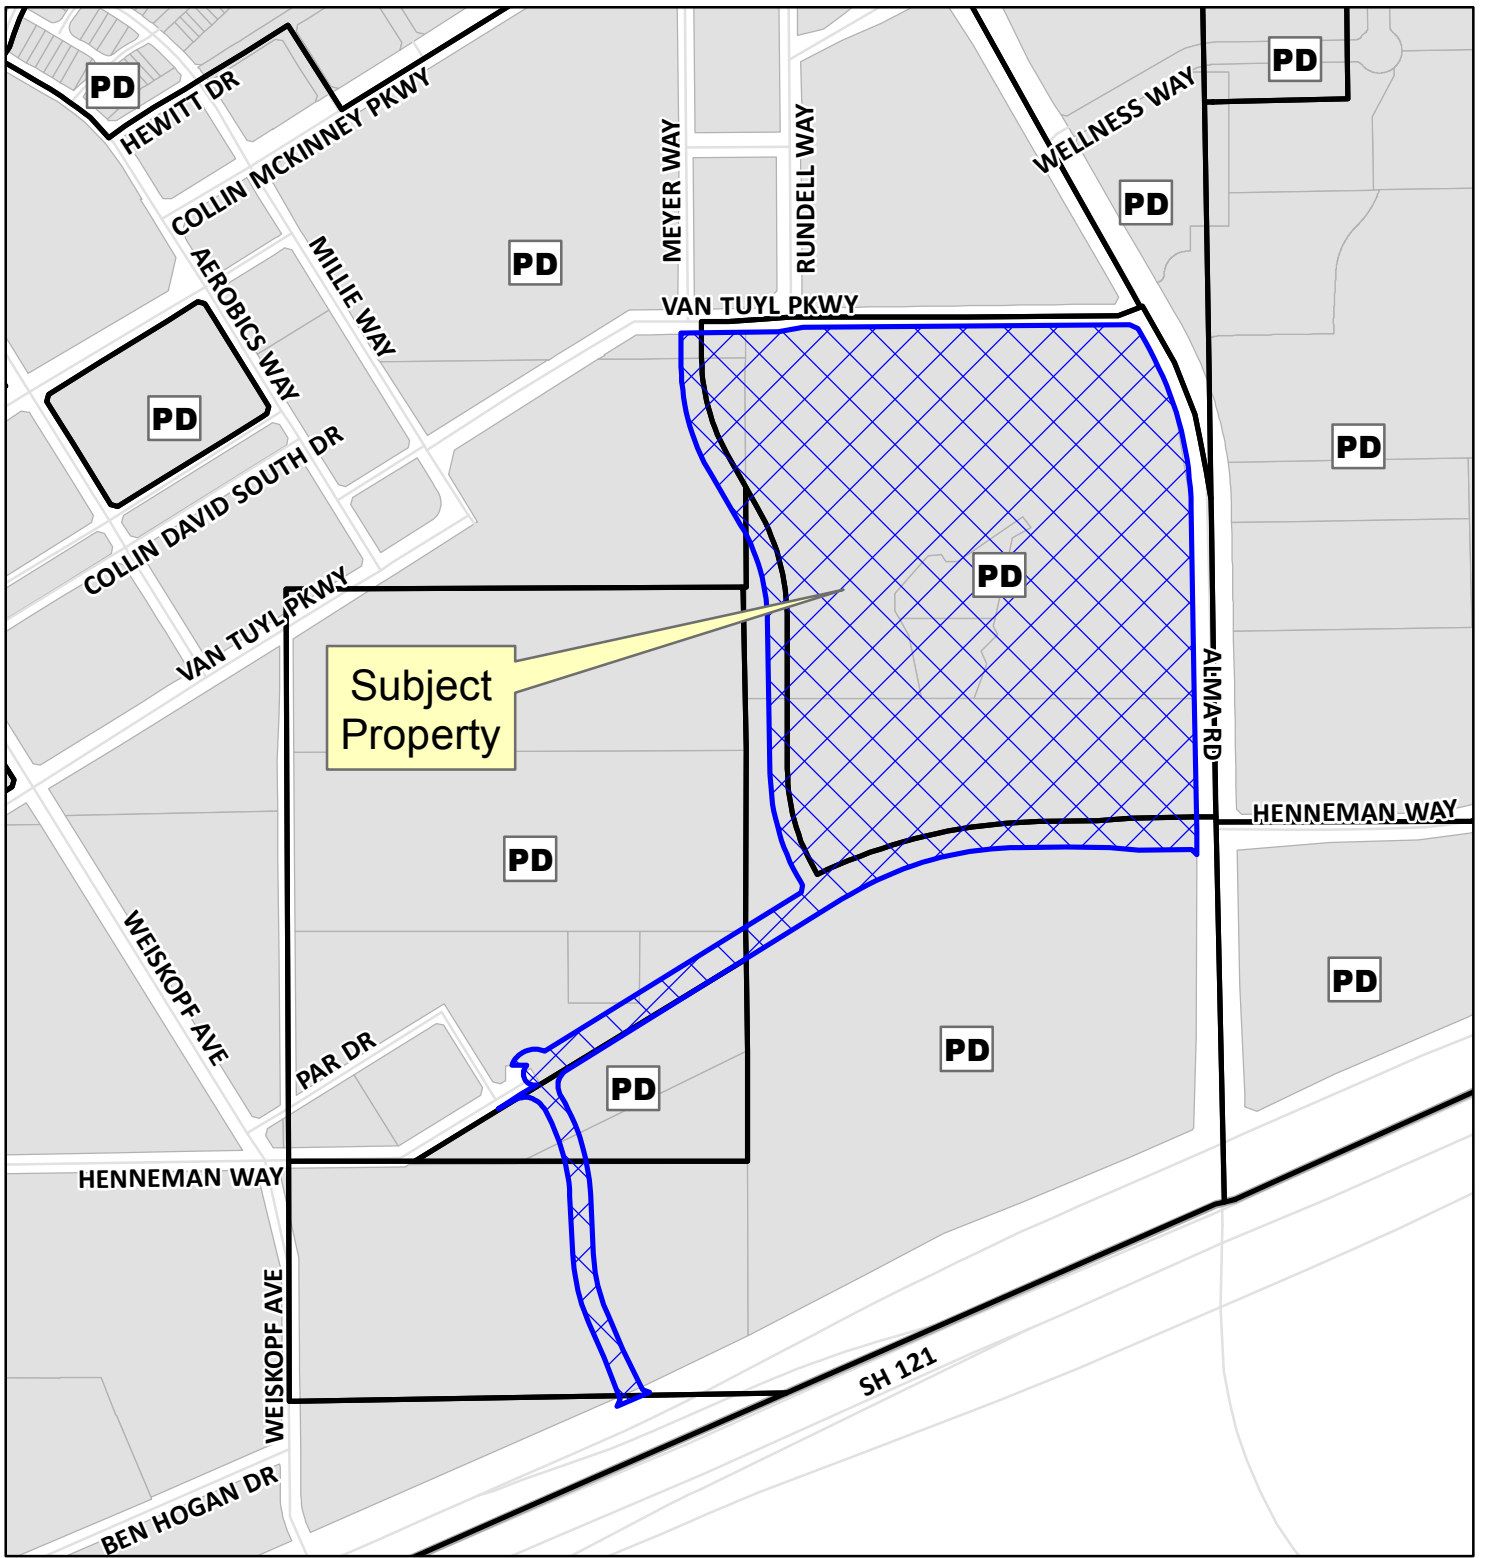 PD
PD
HEWITT DR
COLLIN MCKINNEY PKWY
WELLNESS WAY
MEYER WAY
RUNDELL WAY
PD
PD
AEROBICS WAY
MILLIE WAY
VAN TUYL PKWY
PD
PD
COLLIN DAVID SOUTH DR
VAN TUYL PKWY
PD
Subject
Property
ALMA RD
HENNEMAN WAY
PD
WEISKOPF AVE
PD
PD
PAR DR
PD
HENNEMAN WAY
WEISKOPF AVE
SH 121
BEN HOGAN DR